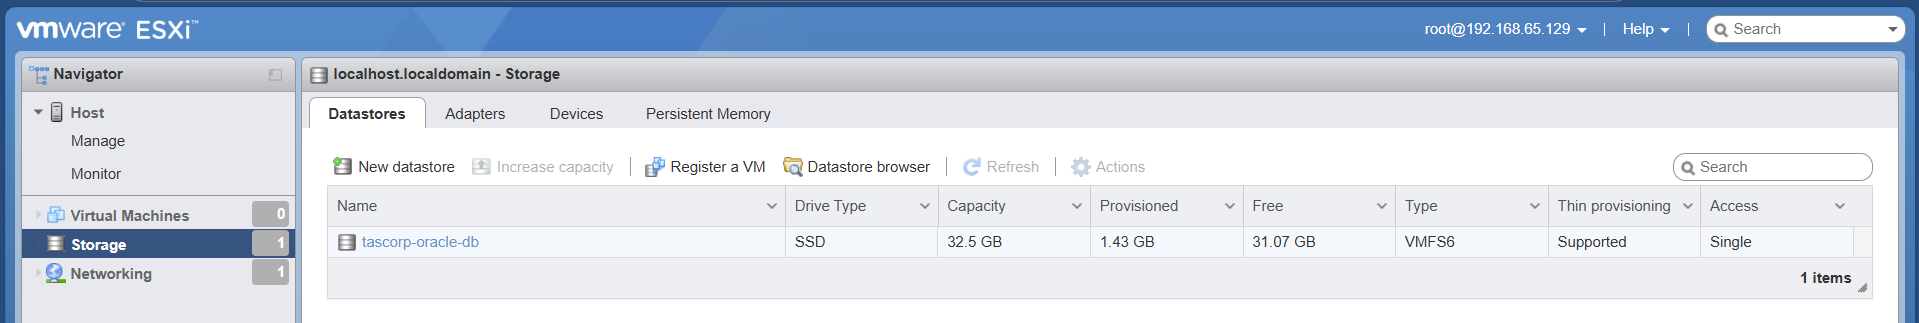 vmware ESXi™
root@192.168.65.129 | Help | Search
Navigator
Host
Manage
Monitor
Virtual Machines 0
Storage 1
Networking 1
localhost.localdomain - Storage
Datastores Adapters Devices Persistent Memory
New datastore Increase capacity | Register a VM Datastore browser | Refresh | Actions Search
Name Drive Type Capacity Provisioned Free Type Thin provisioning Access
tascorp-oracle-db SSD 32.5 GB 1.43 GB 31.07 GB VMFS6 Supported Single
1 items